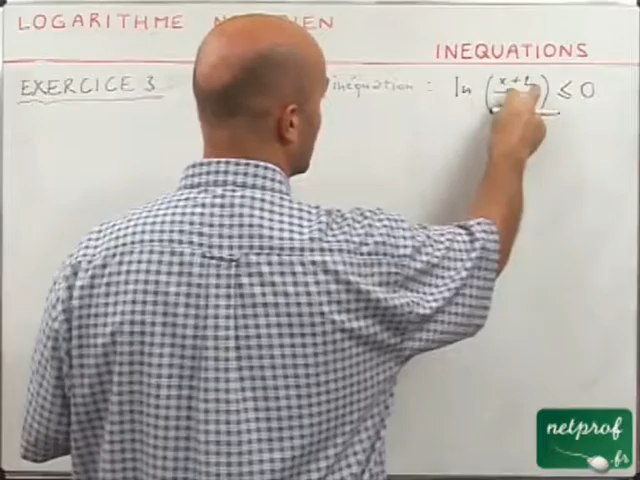 LOGARITHME
INEQUATIONS
EXERCICE 3 inéquation : ln ( x + ) ≤ 0
netprof
.fr